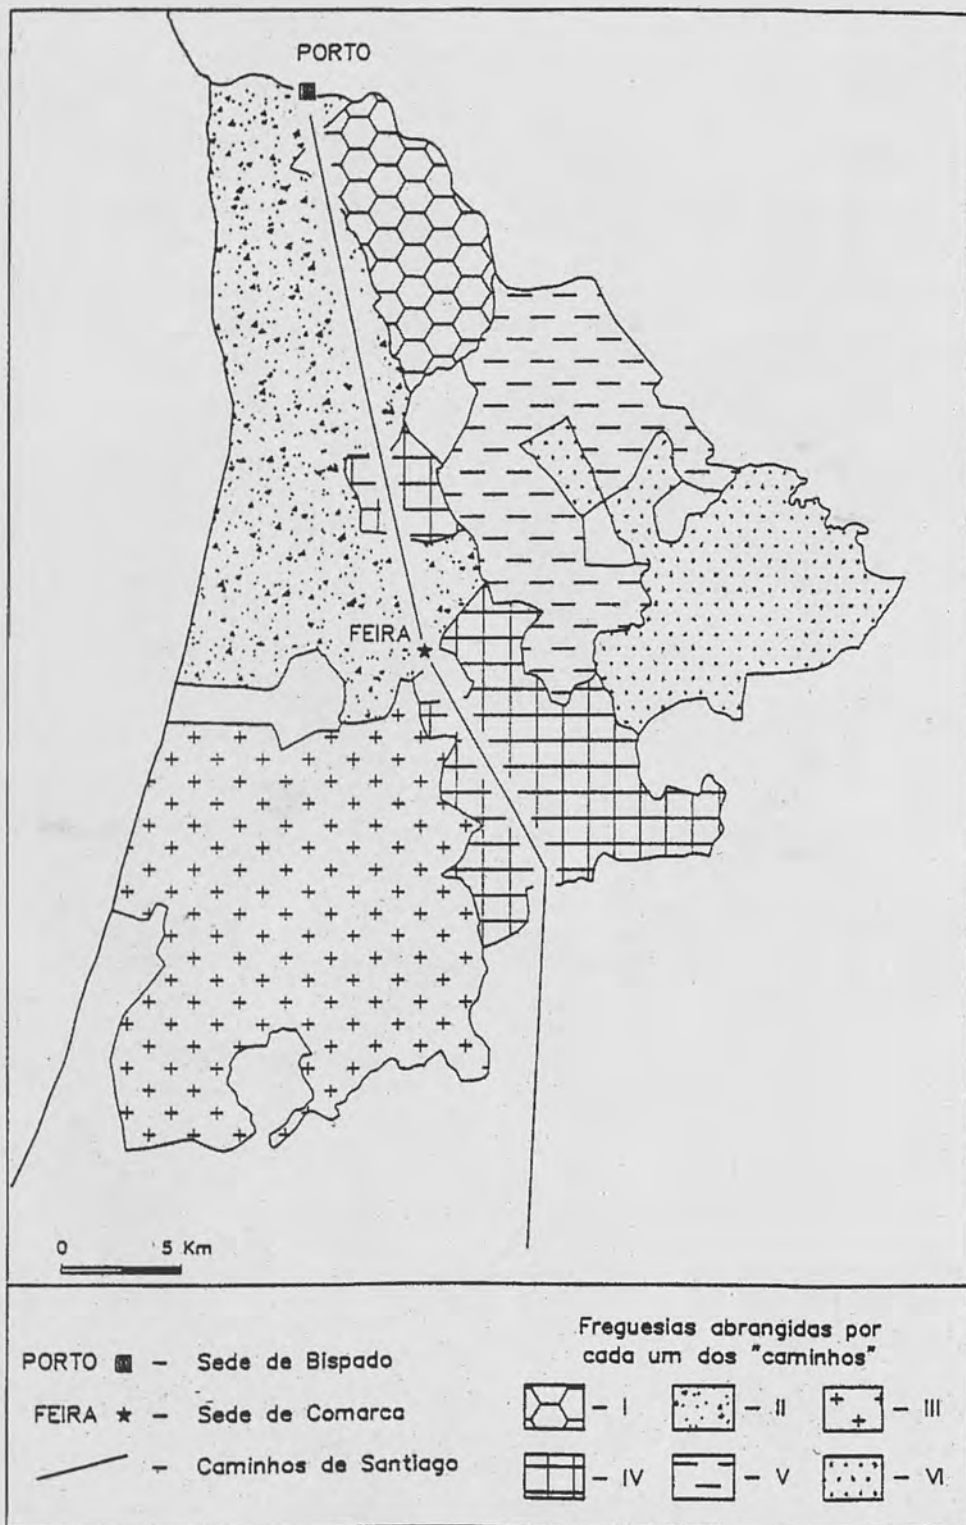 PORTO
FEIRA
0 5 Km
PORTO – Sede de Bispado
FEIRA ★ – Sede de Comarca
– Caminhos de Santiago
Freguesias abrangidas por
cada um dos "caminhos"
– I – II – III
– IV – V – VI